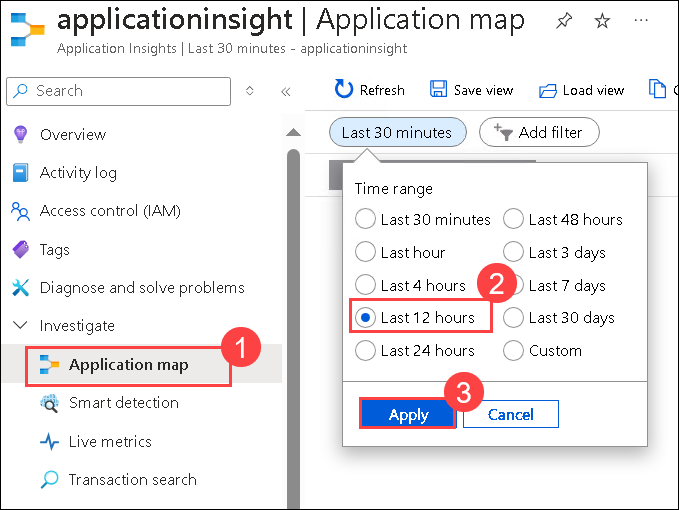 applicationinsight | Application map
Application Insights | Last 30 minutes - applicationinsight
Search
Refresh
Save view
Load view
Last 30 minutes
Add filter
Overview
Activity log
Access control (IAM)
Tags
Diagnose and solve problems
Investigate
Application map
1
Smart detection
Live metrics
Transaction search
Time range
Last 30 minutes
Last 48 hours
Last hour
Last 3 days
Last 4 hours
2
Last 7 days
Last 12 hours
Last 30 days
Last 24 hours
Custom
3
Apply
Cancel